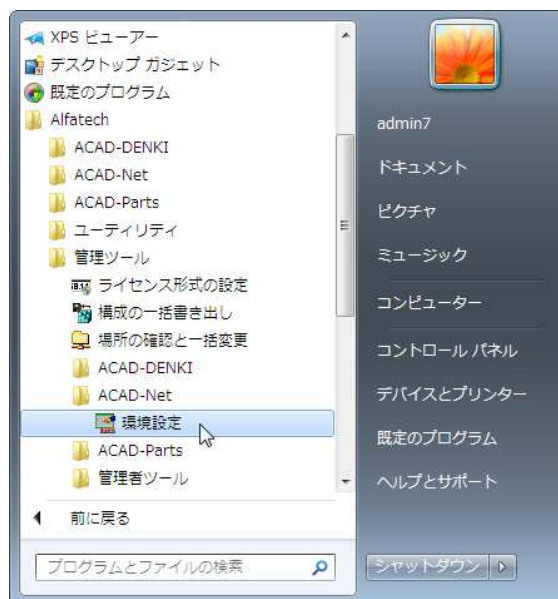 XPS ビューアー
デスクトップ ガジェット
既定のプログラム
Alfatech
ACAD-DENKI
ACAD-Net
ACAD-Parts
ユーティリティ
管理ツール
ライセンス形式の設定
構成の一括書き出し
場所の確認と一括変更
ACAD-DENKI
ACAD-Net
環境設定
ACAD-Parts
管理者ツール
前に戻る
プログラムとファイルの検索
admin7
ドキュメント
ピクチャ
ミュージック
コンピューター
コントロール パネル
デバイスとプリンター
既定のプログラム
ヘルプとサポート
シャットダウン